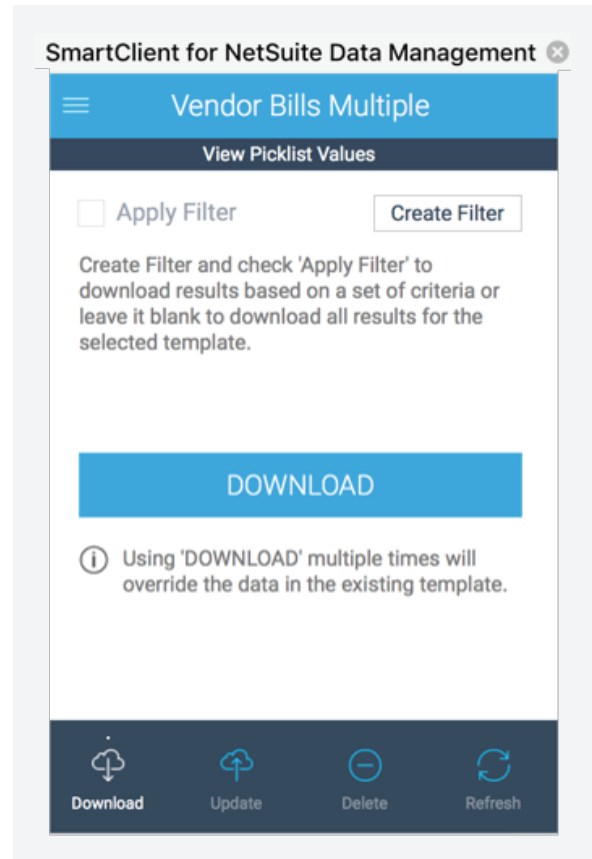 SmartClient for NetSuite Data Management
Vendor Bills Multiple
View Picklist Values
Apply Filter
Create Filter
Create Filter and check 'Apply Filter' to
download results based on a set of criteria or
leave it blank to download all results for the
selected template.
DOWNLOAD
Using 'DOWNLOAD' multiple times will
override the data in the existing template.
Download
Update
Delete
Refresh